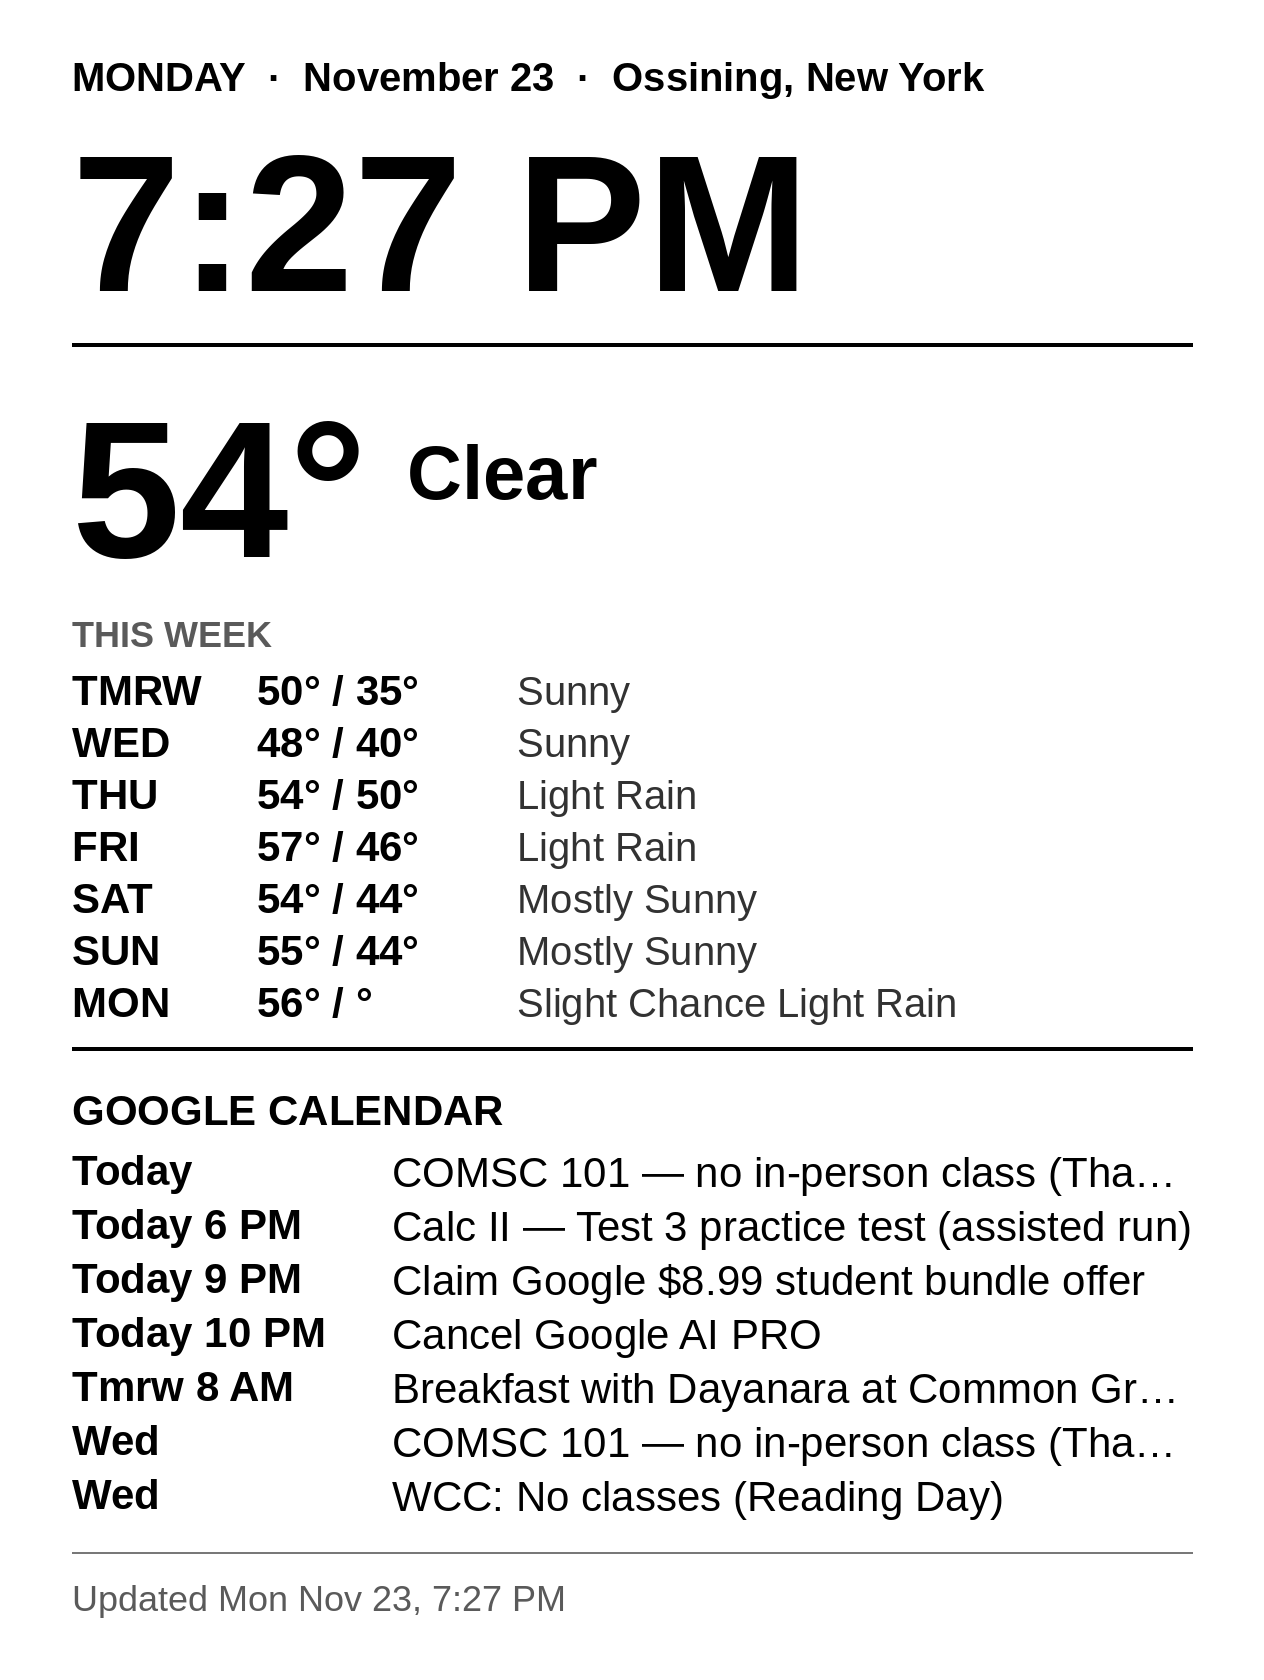 MONDAY · November 23 · Ossining, New York
7:27 PM
54° Clear
THIS WEEK
TMRW 50° / 35° Sunny
WED 48° / 40° Sunny
THU 54° / 50° Light Rain
FRI 57° / 46° Light Rain
SAT 54° / 44° Mostly Sunny
SUN 55° / 44° Mostly Sunny
MON 56° / ° Slight Chance Light Rain
GOOGLE CALENDAR
Today COMSC 101 — no in-person class (Tha…
Today 6 PM Calc II — Test 3 practice test (assisted run)
Today 9 PM Claim Google $8.99 student bundle offer
Today 10 PM Cancel Google AI PRO
Tmrw 8 AM Breakfast with Dayanara at Common Gr…
Wed COMSC 101 — no in-person class (Tha…
Wed WCC: No classes (Reading Day)
Updated Mon Nov 23, 7:27 PM